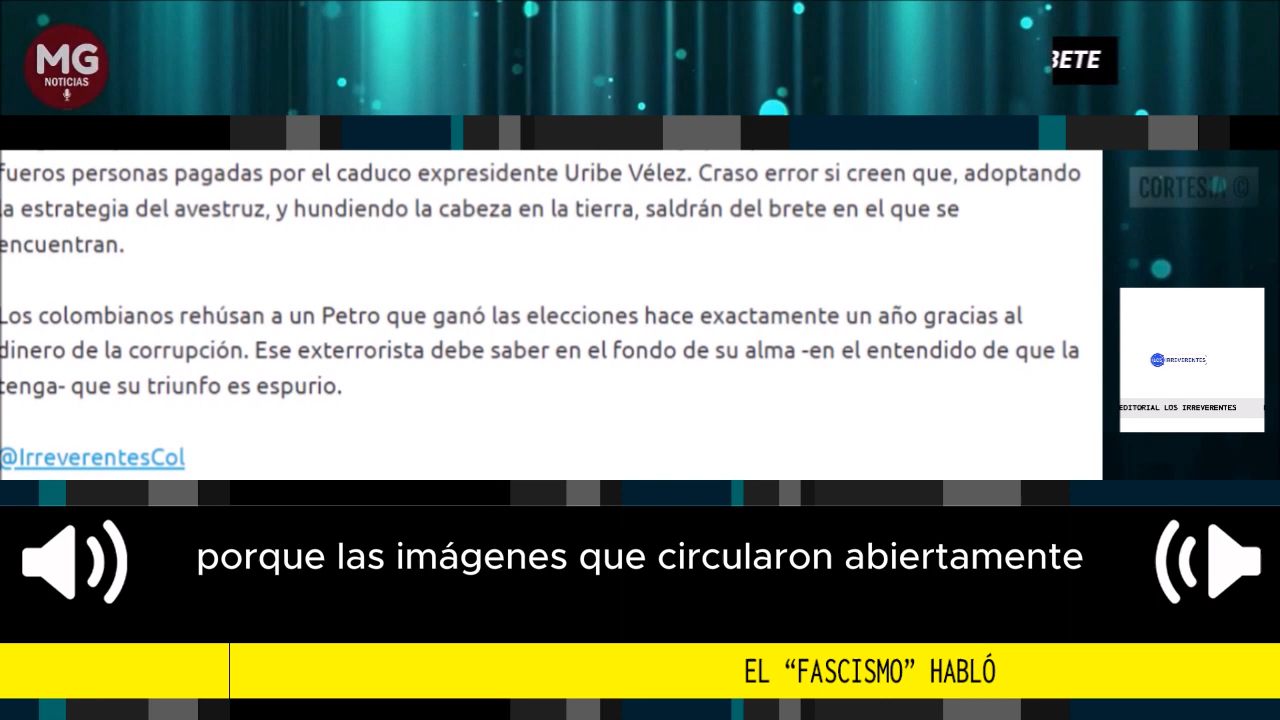 MG
NOTICIAS
BETE
fueros personas pagadas por el caduco expresidente Uribe Vélez. Craso error si creen que, adoptando
la estrategia del avestruz, y hundiendo la cabeza en la tierra, saldrán del brete en el que se
encuentran.
CORTESIA ©
Los colombianos rehúsan a un Petro que ganó las elecciones hace exactamente un año gracias al
dinero de la corrupción. Ese exterrorista debe saber en el fondo de su alma -en el entendido de que la
tenga- que su triunfo es espurio.
LOS IRREVERENTES
EDITORIAL LOS IRREVERENTES
@IrreverentesCol
porque las imágenes que circularon abiertamente
EL “FASCISMO” HABLÓ